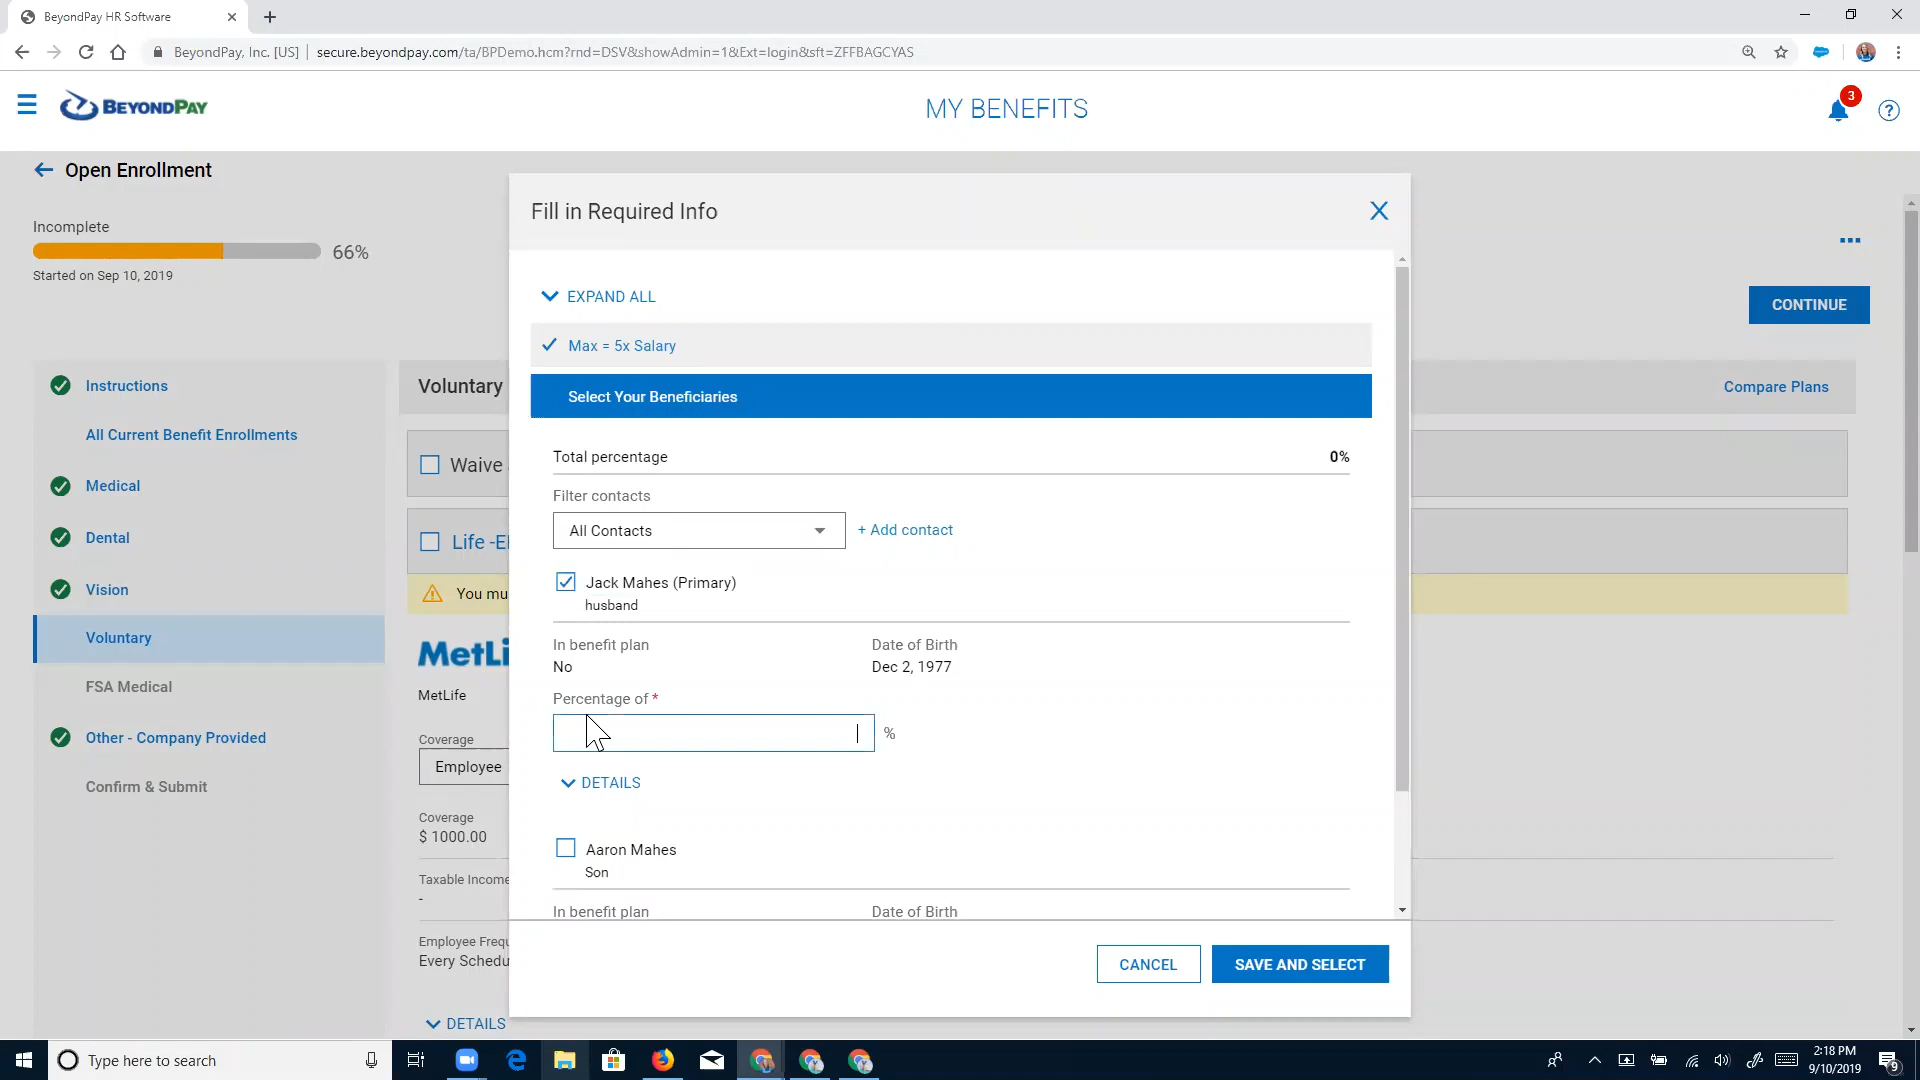 BeyondPay HR Software
BeyondPay, Inc. [US] | secure.beyondpay.com/ta/BPDemo.hcm?rnd=DSV&showAdmin=1&Ext=login&sft=ZFFBAGCYAS
BEYONDPAY
MY BENEFITS
3
?
Open Enrollment
Incomplete
66%
Started on Sep 10, 2019
CONTINUE
Instructions
All Current Benefit Enrollments
Medical
Dental
Vision
Voluntary
FSA Medical
Other - Company Provided
Confirm & Submit
Voluntary
Compare Plans
Waive
Life -El
You mu
MetLi
MetLife
Coverage
Employee
Coverage
$ 1000.00
Taxable Income
-
Employee Frequ
Every Schedu
DETAILS
Fill in Required Info
EXPAND ALL
Max = 5x Salary
Select Your Beneficiaries
Total percentage 0%
Filter contacts
All Contacts + Add contact
Jack Mahes (Primary)
husband
In benefit plan Date of Birth
No Dec 2, 1977
Percentage of *
%
DETAILS
Aaron Mahes
Son
In benefit plan Date of Birth
CANCEL SAVE AND SELECT
Type here to search
2:18 PM
9/10/2019
9